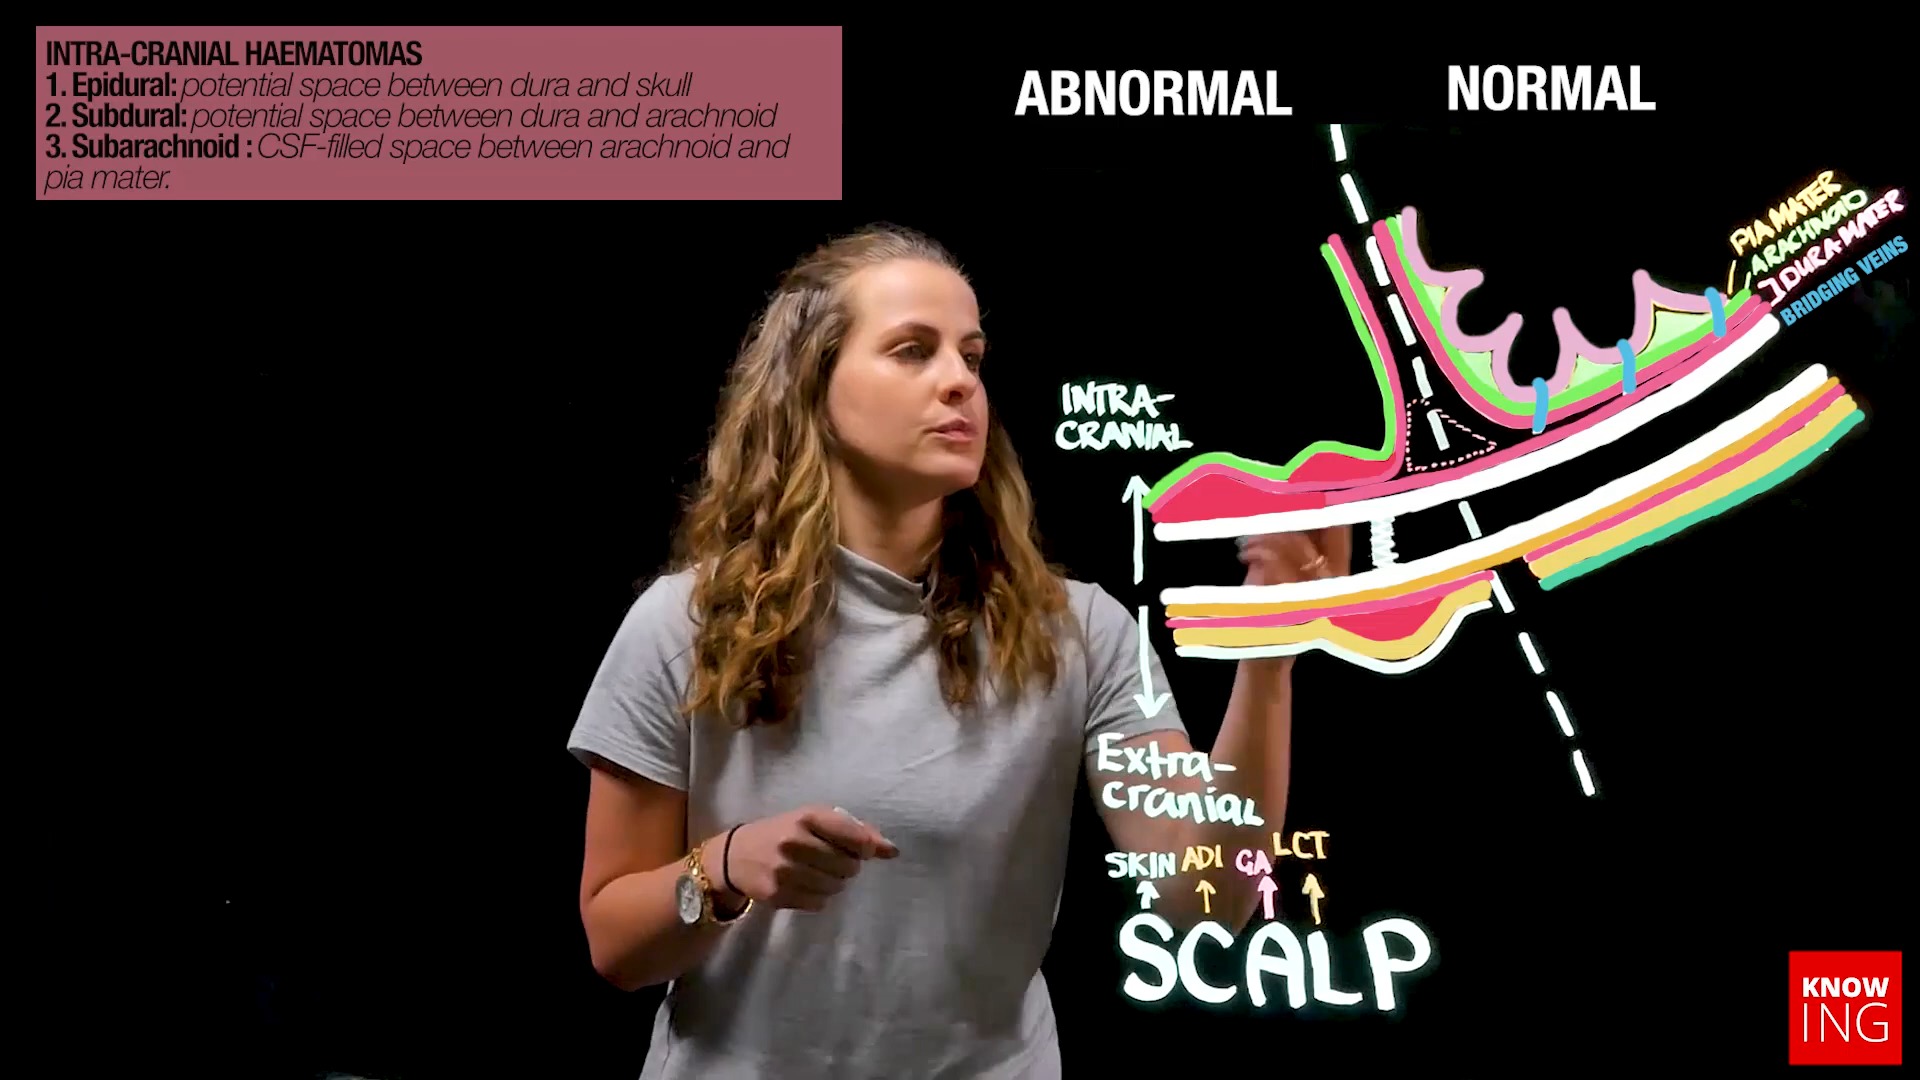 INTRA-CRANIAL HAEMATOMAS
1. Epidural: potential space between dura and skull
2. Subdural: potential space between dura and arachnoid
3. Subarachnoid : CSF-filled space between arachnoid and
pia mater.
ABNORMAL
NORMAL
PIA MATER
ARACHNOID
DURA MATER
BRIDGING VEINS
INTRA-
CRANIAL
Extra-
cranial
SKIN ADI GA LCT
SCALP
KNOW
ING